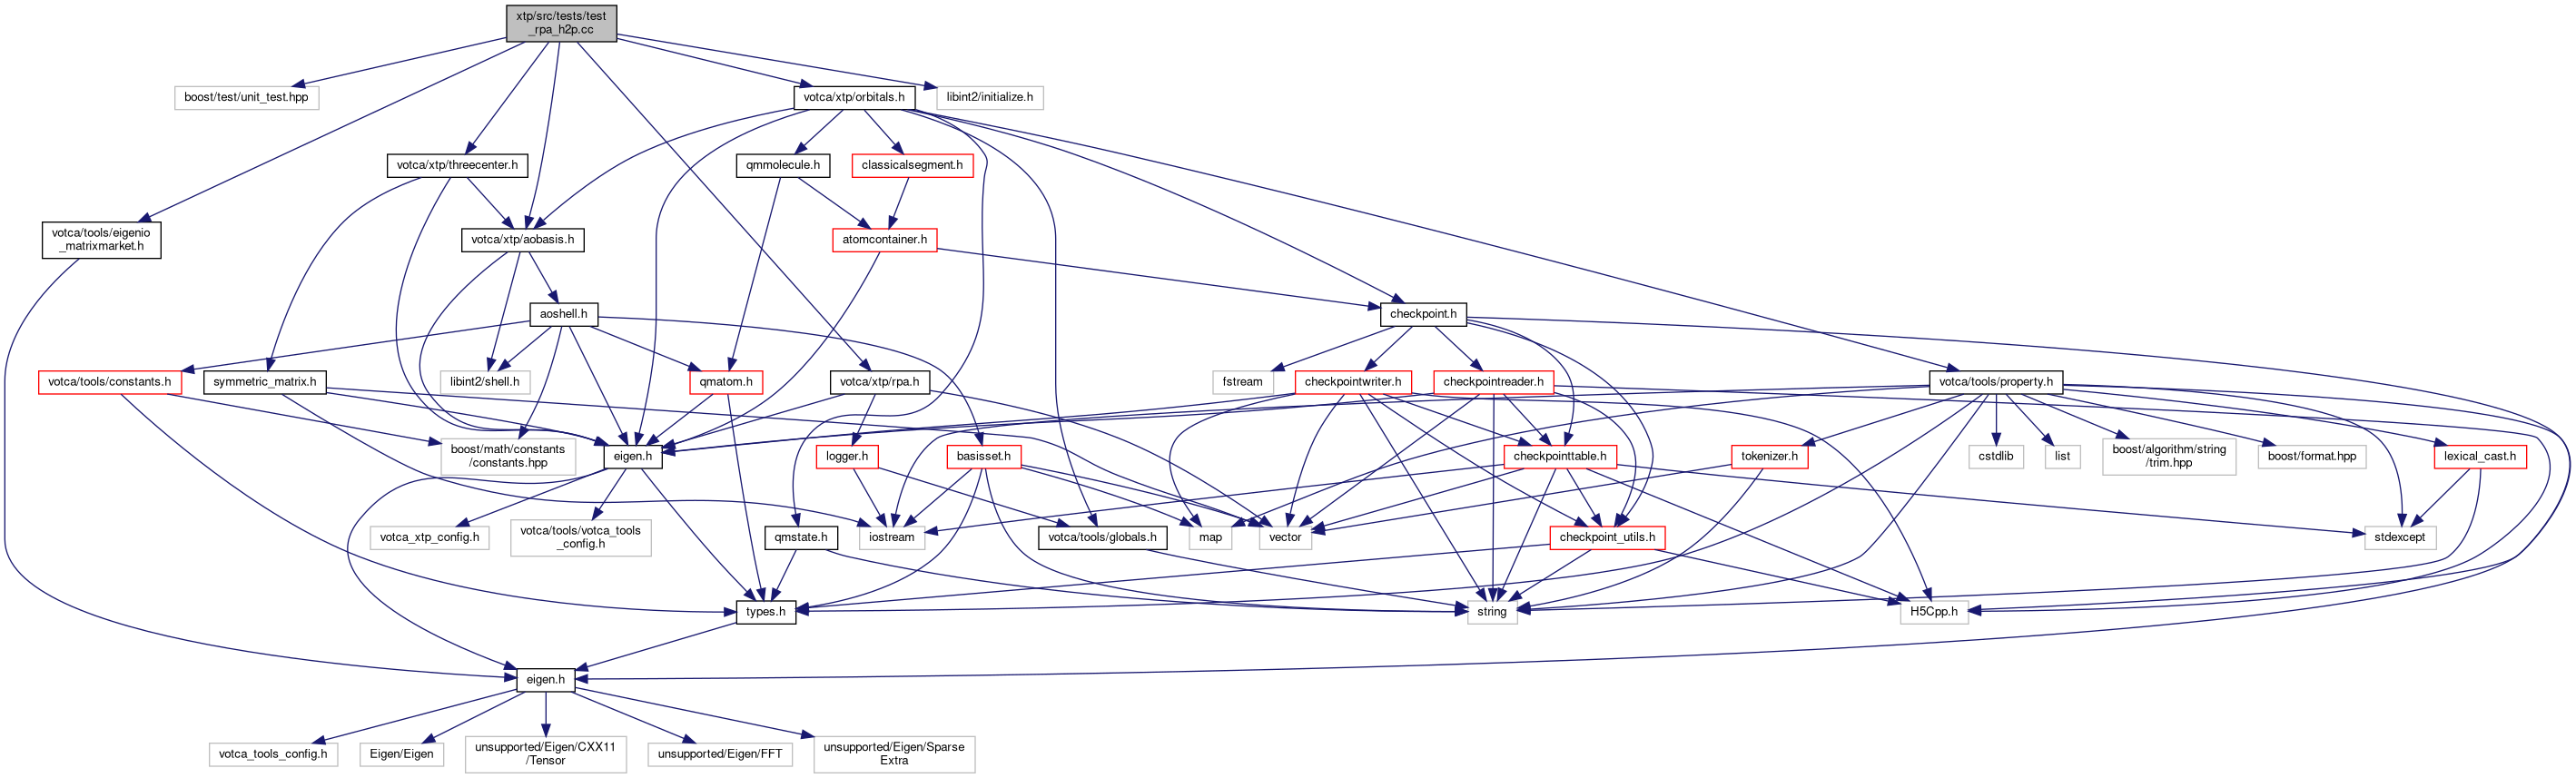 xtp/src/tests/test
_rpa_h2p.cc
boost/test/unit_test.hpp
votca/xtp/orbitals.h
libint2/initialize.h
votca/xtp/threecenter.h
qmmolecule.h
classicalsegment.h
votca/tools/eigenio
_matrixmarket.h
votca/xtp/aobasis.h
atomcontainer.h
aoshell.h
checkpoint.h
votca/tools/constants.h
symmetric_matrix.h
libint2/shell.h
qmatom.h
votca/xtp/rpa.h
fstream
checkpointwriter.h
checkpointreader.h
votca/tools/property.h
boost/math/constants
/constants.hpp
eigen.h
logger.h
basisset.h
checkpointtable.h
tokenizer.h
cstdlib
list
boost/algorithm/string
/trim.hpp
boost/format.hpp
lexical_cast.h
votca_xtp_config.h
votca/tools/votca_tools
_config.h
qmstate.h
iostream
votca/tools/globals.h
map
vector
checkpoint_utils.h
stdexcept
types.h
string
H5Cpp.h
eigen.h
votca_tools_config.h
Eigen/Eigen
unsupported/Eigen/CXX11
/Tensor
unsupported/Eigen/FFT
unsupported/Eigen/Sparse
Extra